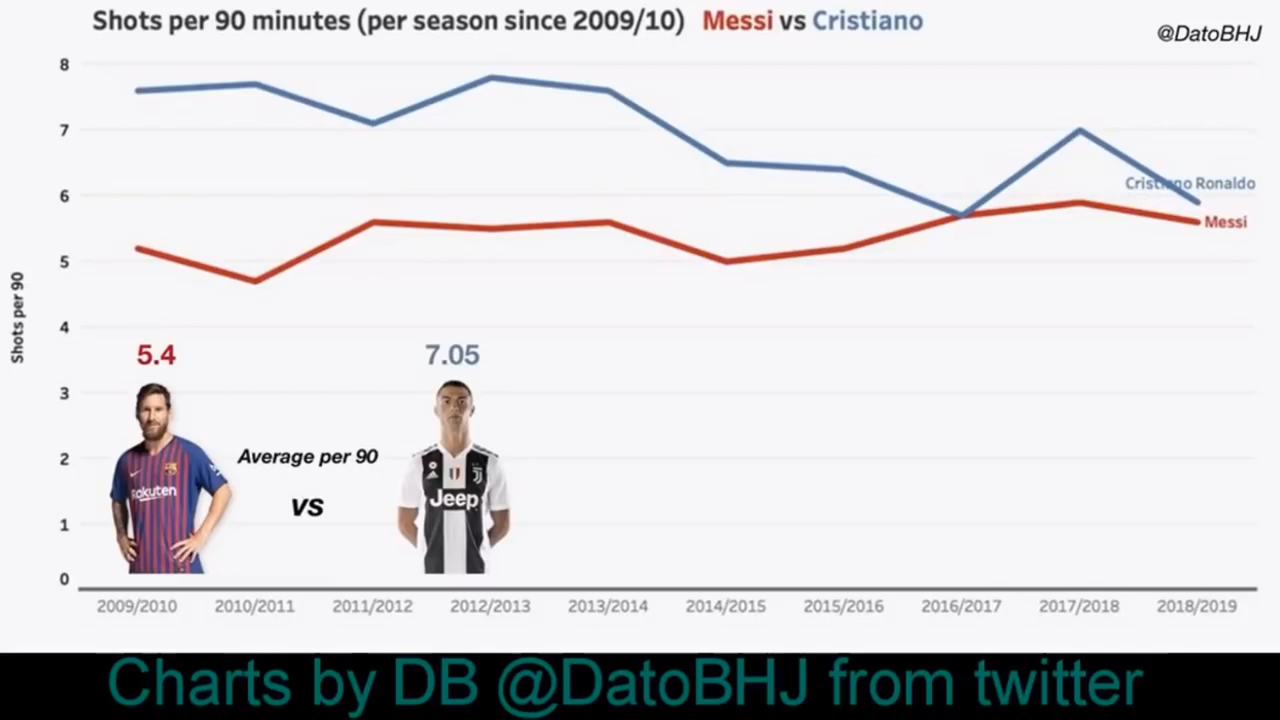 Shots per 90 minutes (per season since 2009/10) Messi vs Cristiano
@DatoBHJ
8
7
6
5
4
3
2
1
0
Shots per 90
Cristiano Ronaldo
Messi
5.4
7.05
Average per 90
vs
Rakuten
Jeep
2009/2010 2010/2011 2011/2012 2012/2013 2013/2014 2014/2015 2015/2016 2016/2017 2017/2018 2018/2019
Charts by DB @DatoBHJ from twitter